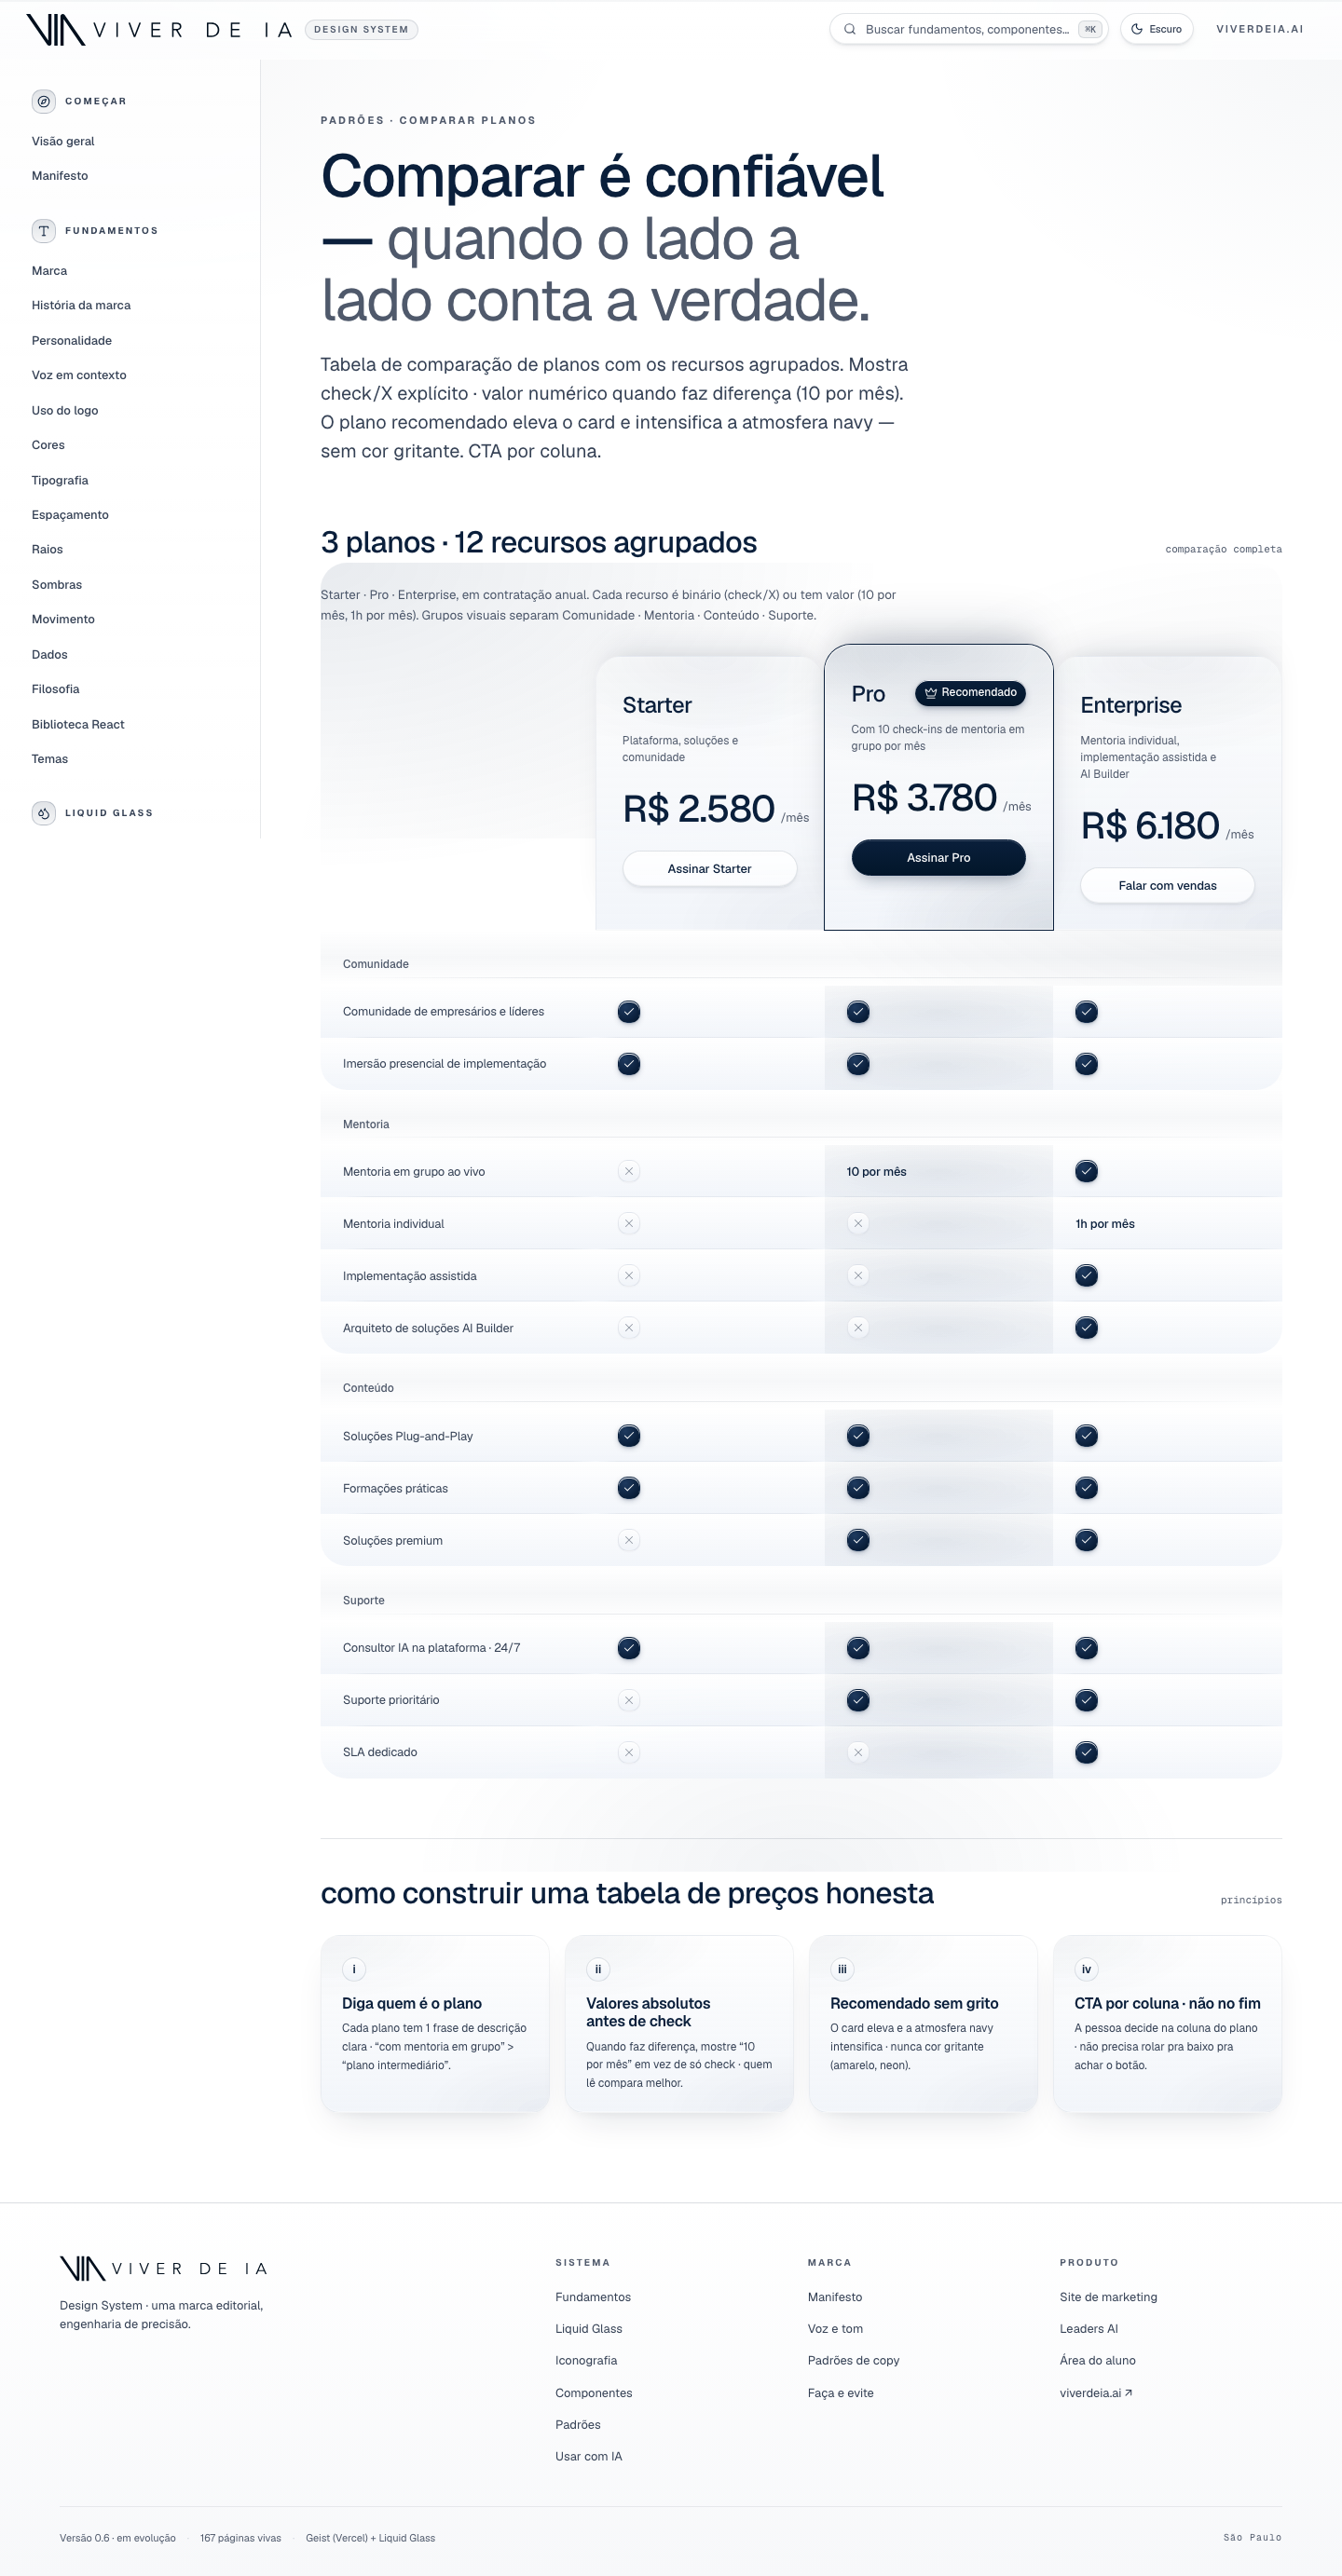 VIVER DE IA
DESIGN SYSTEM
Buscar fundamentos, componentes...
⌘K
Escuro
VIVERDEIA.AI
COMEÇAR
Visão geral
Manifesto
FUNDAMENTOS
Marca
História da marca
Personalidade
Voz em contexto
Uso do logo
Cores
Tipografia
Espaçamento
Raios
Sombras
Movimento
Dados
Filosofia
Biblioteca React
Temas
LIQUID GLASS
PADRÕES · COMPARAR PLANOS
Comparar é confiável
— quando o lado a
lado conta a verdade.
Tabela de comparação de planos com os recursos agrupados. Mostra
check/X explícito · valor numérico quando faz diferença (10 por mês).
O plano recomendado eleva o card e intensifica a atmosfera navy —
sem cor gritante. CTA por coluna.
3 planos · 12 recursos agrupados
comparação completa
Starter · Pro · Enterprise, em contratação anual. Cada recurso é binário (check/X) ou tem valor (10 por
mês, 1h por mês). Grupos visuais separam Comunidade · Mentoria · Conteúdo · Suporte.
Starter
Plataforma, soluções e
comunidade
R$ 2.580 /mês
Assinar Starter
Pro
Recomendado
Com 10 check-ins de mentoria em
grupo por mês
R$ 3.780 /mês
Assinar Pro
Enterprise
Mentoria individual,
implementação assistida e
AI Builder
R$ 6.180 /mês
Falar com vendas
Comunidade
Comunidade de empresários e líderes
Imersão presencial de implementação
Mentoria
Mentoria em grupo ao vivo
10 por mês
Mentoria individual
1h por mês
Implementação assistida
Arquiteto de soluções AI Builder
Conteúdo
Soluções Plug-and-Play
Formações práticas
Soluções premium
Suporte
Consultor IA na plataforma · 24/7
Suporte prioritário
SLA dedicado
como construir uma tabela de preços honesta
princípios
i
Diga quem é o plano
Cada plano tem 1 frase de descrição
clara · “com mentoria em grupo” >
“plano intermediário”.
ii
Valores absolutos
antes de check
Quando faz diferença, mostre “10
por mês” em vez de só check · quem
lê compara melhor.
iii
Recomendado sem grito
O card eleva e a atmosfera navy
intensifica · nunca cor gritante
(amarelo, neon).
iv
CTA por coluna · não no fim
A pessoa decide na coluna do plano
· não precisa rolar pra baixo pra
achar o botão.
VIVER DE IA
Design System · uma marca editorial,
engenharia de precisão.
SISTEMA
Fundamentos
Liquid Glass
Iconografia
Componentes
Padrões
Usar com IA
MARCA
Manifesto
Voz e tom
Padrões de copy
Faça e evite
PRODUTO
Site de marketing
Leaders AI
Área do aluno
viverdeia.ai ↗
Versão 0.6 · em evolução · 167 páginas vivas · Geist (Vercel) + Liquid Glass
São Paulo